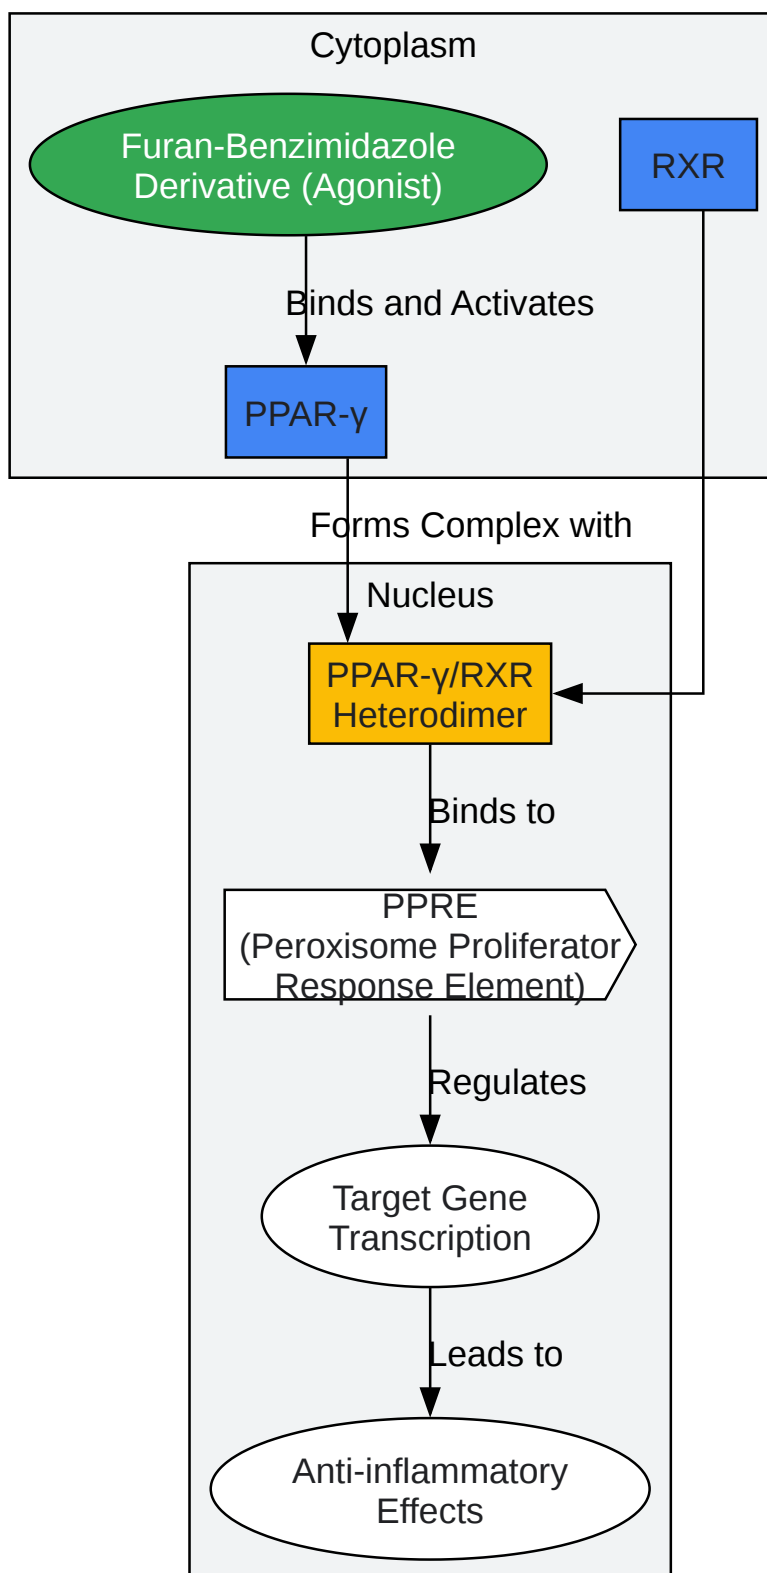 Cytoplasm
Furan-Benzimidazole
Derivative (Agonist)
RXR
Binds and Activates
PPAR-γ
Forms Complex with
Nucleus
PPAR-γ/RXR
Heterodimer
Binds to
PPRE
(Peroxisome Proliferator
Response Element)
Regulates
Target Gene
Transcription
Leads to
Anti-inflammatory
Effects